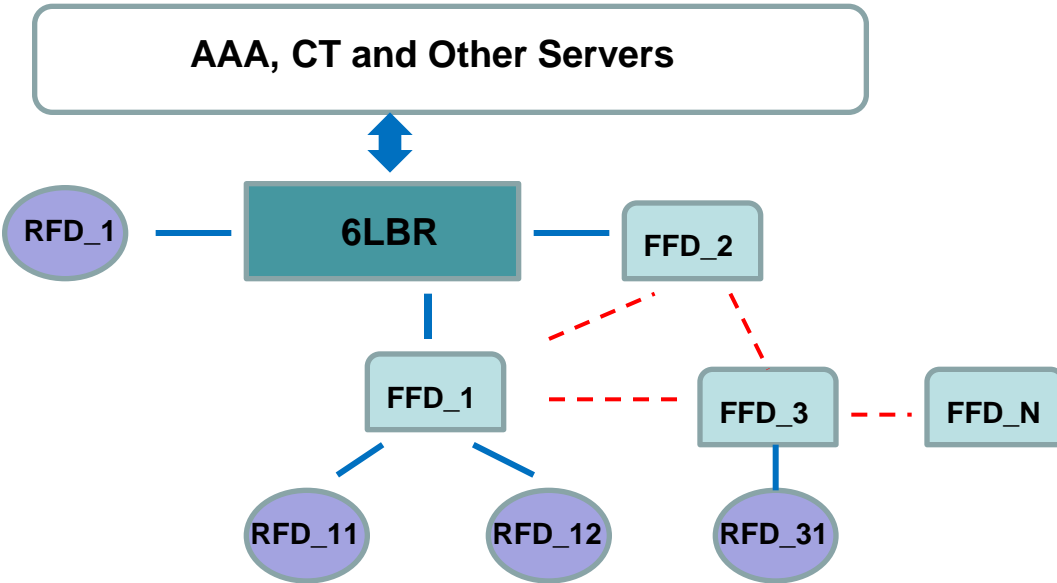 AAA, CT and Other Servers
RFD_1
6LBR
FFD_2
FFD_1
FFD_3
FFD_N
RFD_11
RFD_12
RFD_31